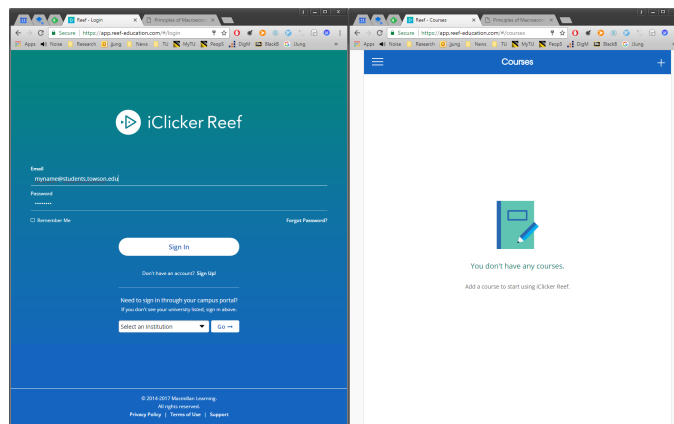 Reef - Login
Principles of Macroecon
Secure | https://app.reef-education.com/#/login
Apps
Noise
Research
jjung
News
TU
MyTU
PeopS
DigM
BlackB
iClicker Reef
Email
myname@students.towson.edu
Password
Remember Me
Forgot Password?
Sign In
Don't have an account? Sign Up!
Need to sign in through your campus portal?
If you don't see your university listed, sign in above.
Select an Institution
Go →
© 2014-2017 Macmillan Learning.
All rights reserved.
Privacy Policy | Terms of Use | Support
Reef - Courses
Principles of Macroecon
Secure | https://app.reef-education.com/#/courses
Apps
Noise
Research
jjung
News
TU
MyTU
PeopS
DigM
BlackB
Courses
You don't have any courses.
Add a course to start using iClicker Reef.